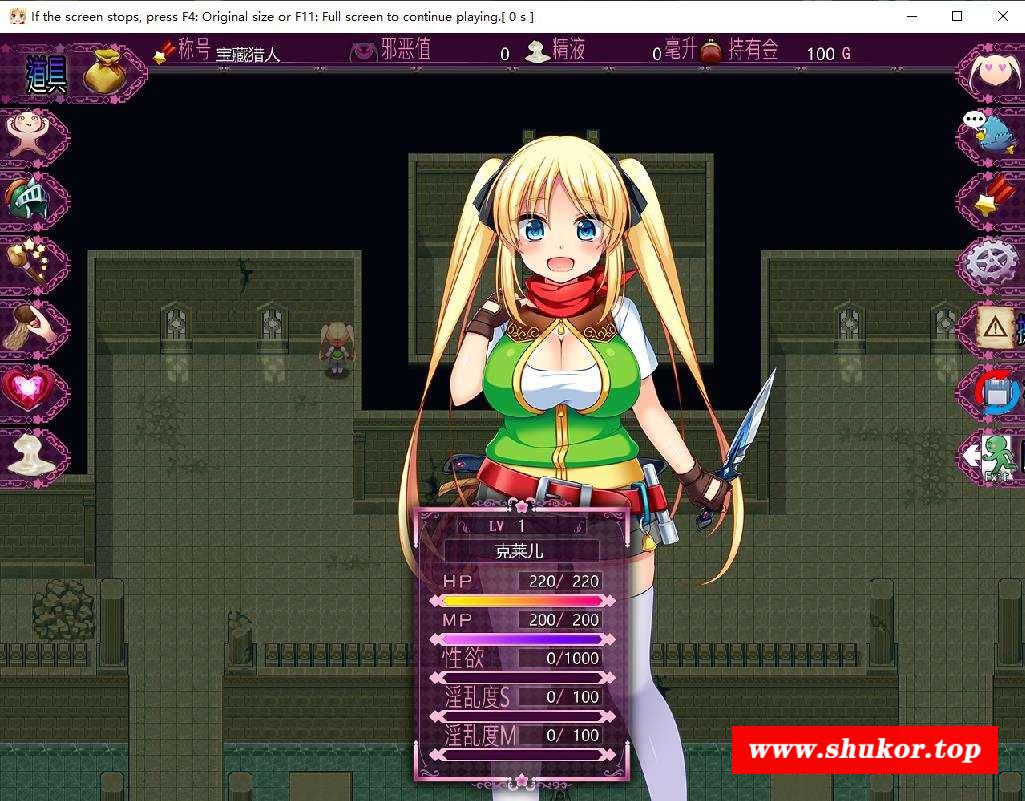 If the screen stops, press F4: Original size or F11: Full screen to continue playing.[ 0 s ]
道具 称号 宝藏猎人 邪恶值 0 精液 0毫升 持有金 100 G
Exit
LV 1
克莱儿
HP 220/ 220
MP 200/ 200
性欲 0/1000
淫乱度S 0/ 100
淫乱度M 0/ 100
www.shukor.top